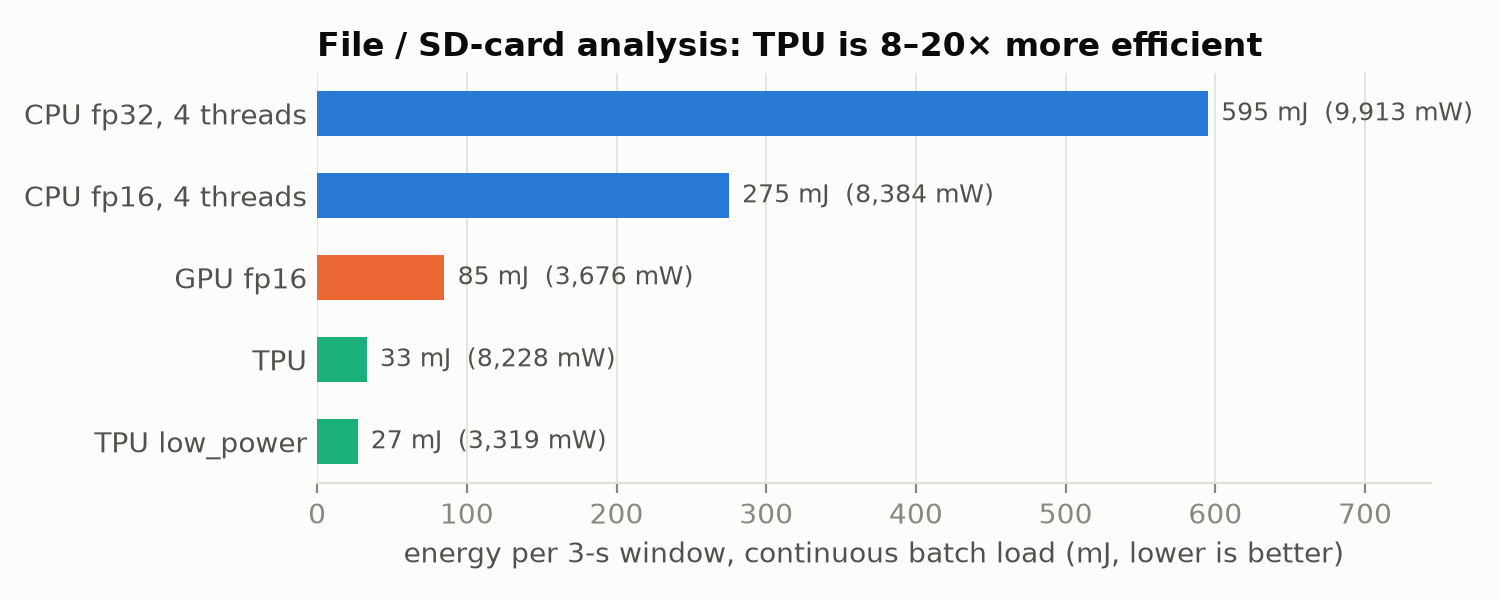 File / SD-card analysis: TPU is 8–20× more efficient
CPU fp32, 4 threads 595 mJ (9,913 mW)
CPU fp16, 4 threads 275 mJ (8,384 mW)
GPU fp16 85 mJ (3,676 mW)
TPU 33 mJ (8,228 mW)
TPU low_power 27 mJ (3,319 mW)
0 100 200 300 400 500 600 700
energy per 3-s window, continuous batch load (mJ, lower is better)